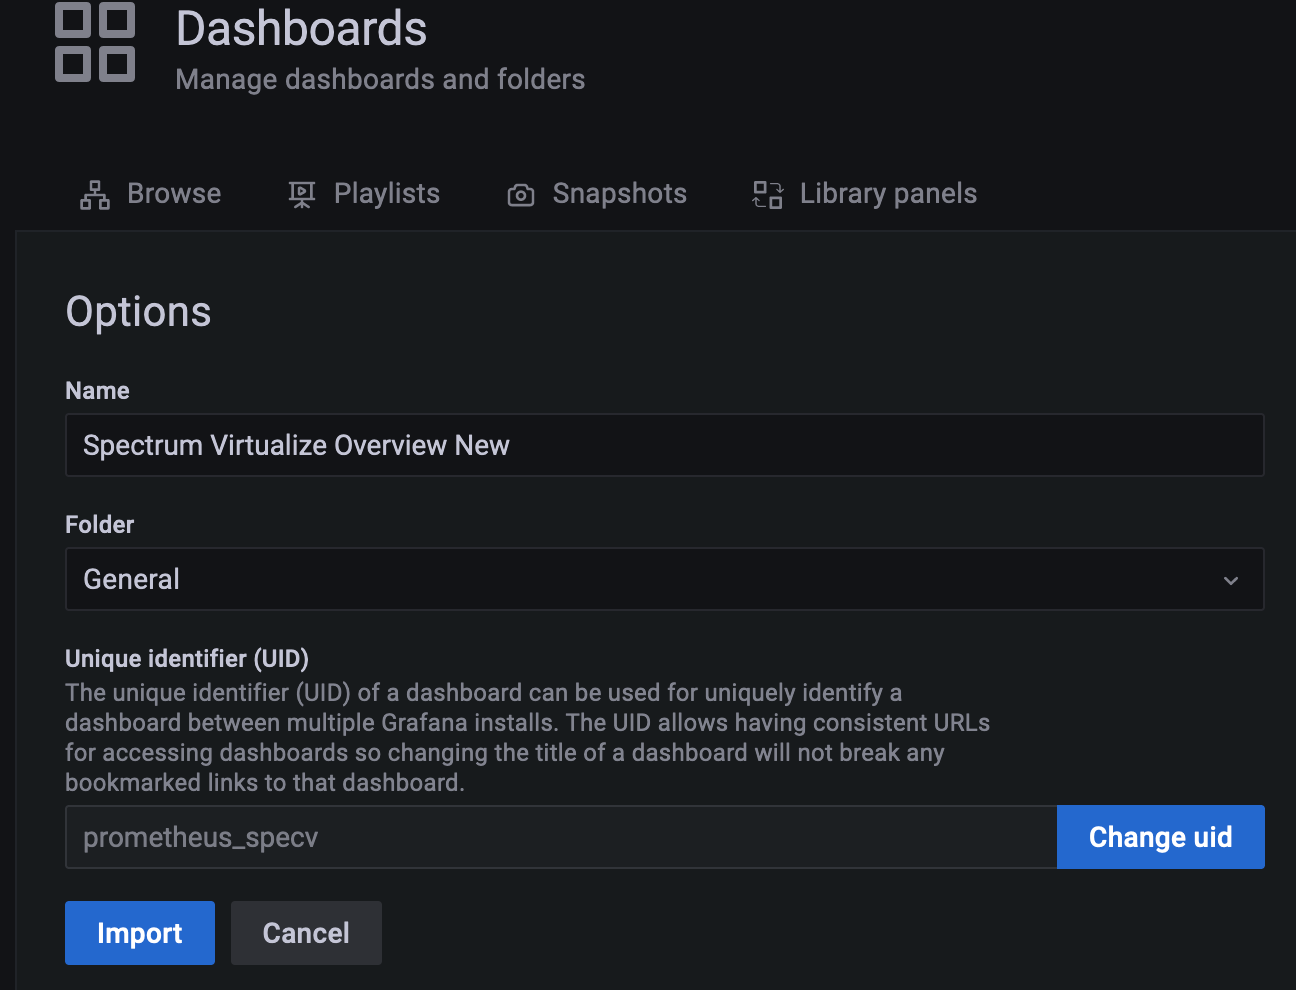 Dashboards
Manage dashboards and folders
Browse Playlists Snapshots Library panels
Options
Name
Spectrum Virtualize Overview New
Folder
General
Unique identifier (UID)
The unique identifier (UID) of a dashboard can be used for uniquely identify a
dashboard between multiple Grafana installs. The UID allows having consistent URLs
for accessing dashboards so changing the title of a dashboard will not break any
bookmarked links to that dashboard.
prometheus_specv Change uid
Import Cancel